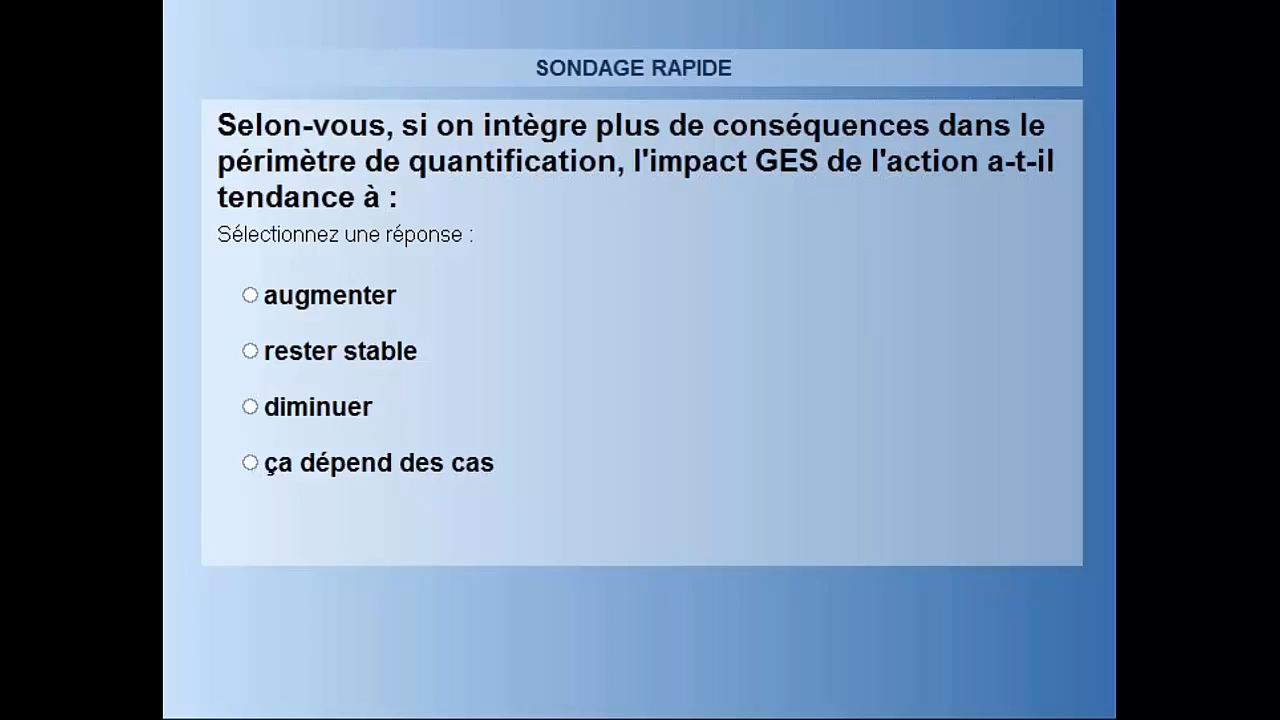 SONDAGE RAPIDE
Selon-vous, si on intègre plus de conséquences dans le
périmètre de quantification, l'impact GES de l'action a-t-il
tendance à :
Sélectionnez une réponse :
augmenter
rester stable
diminuer
ça dépend des cas